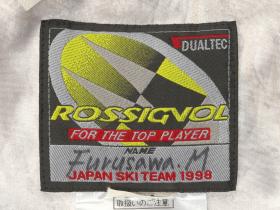 DUALTEC
ROSSIGNOL
FOR THE TOP PLAYER
NAME
Furusawa.M
JAPAN SKI TEAM 1998
取扱いのご注意